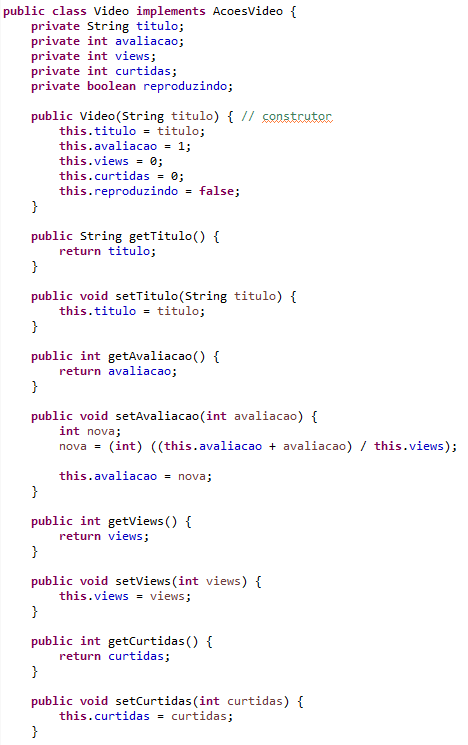 public class Video implements AcoesVideo {
    private String titulo;
    private int avaliacao;
    private int views;
    private int curtidas;
    private boolean reproduzindo;

    public Video(String titulo) { // construtor
        this.titulo = titulo;
        this.avaliacao = 1;
        this.views = 0;
        this.curtidas = 0;
        this.reproduzindo = false;
    }

    public String getTitulo() {
        return titulo;
    }

    public void setTitulo(String titulo) {
        this.titulo = titulo;
    }

    public int getAvaliacao() {
        return avaliacao;
    }

    public void setAvaliacao(int avaliacao) {
        int nova;
        nova = (int) ((this.avaliacao + avaliacao) / this.views);

        this.avaliacao = nova;
    }

    public int getViews() {
        return views;
    }

    public void setViews(int views) {
        this.views = views;
    }

    public int getCurtidas() {
        return curtidas;
    }

    public void setCurtidas(int curtidas) {
        this.curtidas = curtidas;
    }